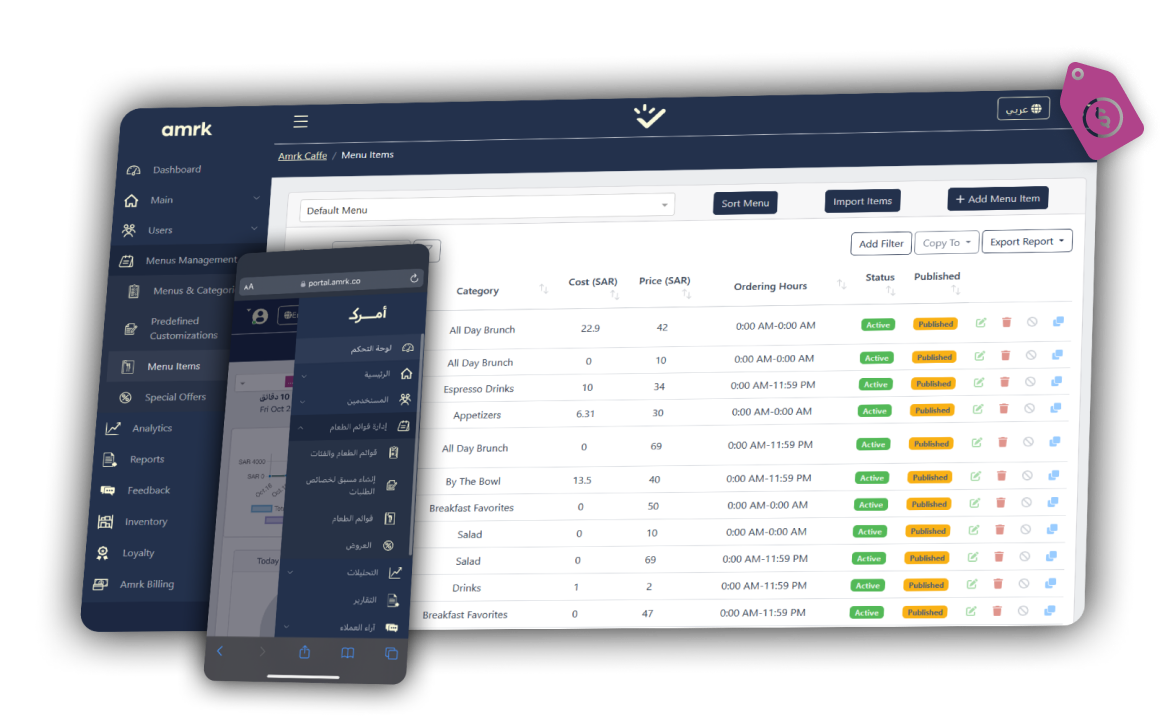 amrk
عربي
Amrk Caffe / Menu Items
Dashboard
Main
Users
Menus Management
Menus & Categori
Predefined
Customizations
Menu Items
Special Offers
Analytics
Reports
Feedback
Inventory
Loyalty
Amrk Billing
Default Menu
Sort Menu
Import Items
+ Add Menu Item
Add Filter
Copy To
Export Report
Category Cost (SAR) Price (SAR) Ordering Hours Status Published
All Day Brunch 22.9 42 0:00 AM-0:00 AM Active Published
All Day Brunch 0 10 0:00 AM-0:00 AM Active Published
Espresso Drinks 10 34 0:00 AM-11:59 PM Active Published
Appetizers 6.31 30 0:00 AM-0:00 AM Active Published
All Day Brunch 0 69 0:00 AM-11:59 PM Active Published
By The Bowl 13.5 40 0:00 AM-11:59 PM Active Published
Breakfast Favorites 0 50 0:00 AM-0:00 AM Active Published
Salad 0 10 0:00 AM-0:00 AM Active Published
Salad 0 69 0:00 AM-11:59 PM Active Published
Drinks 1 2 0:00 AM-11:59 PM Active Published
Breakfast Favorites 0 47 0:00 AM-11:59 PM Active Published
AA portal.amrk.co
أمـــرك
لوحة التحكم
الرئيسية
المستخدمين
إدارة قوائم الطعام
قوائم الطعام والفئات
إنشاء مسبق لخصائص
الطلبات
قوائم الطعام
العروض
التحليلات
التقارير
آراء العملاء
10 دقائق
Fri Oct 2
SAR 4000
SAR 0
Today